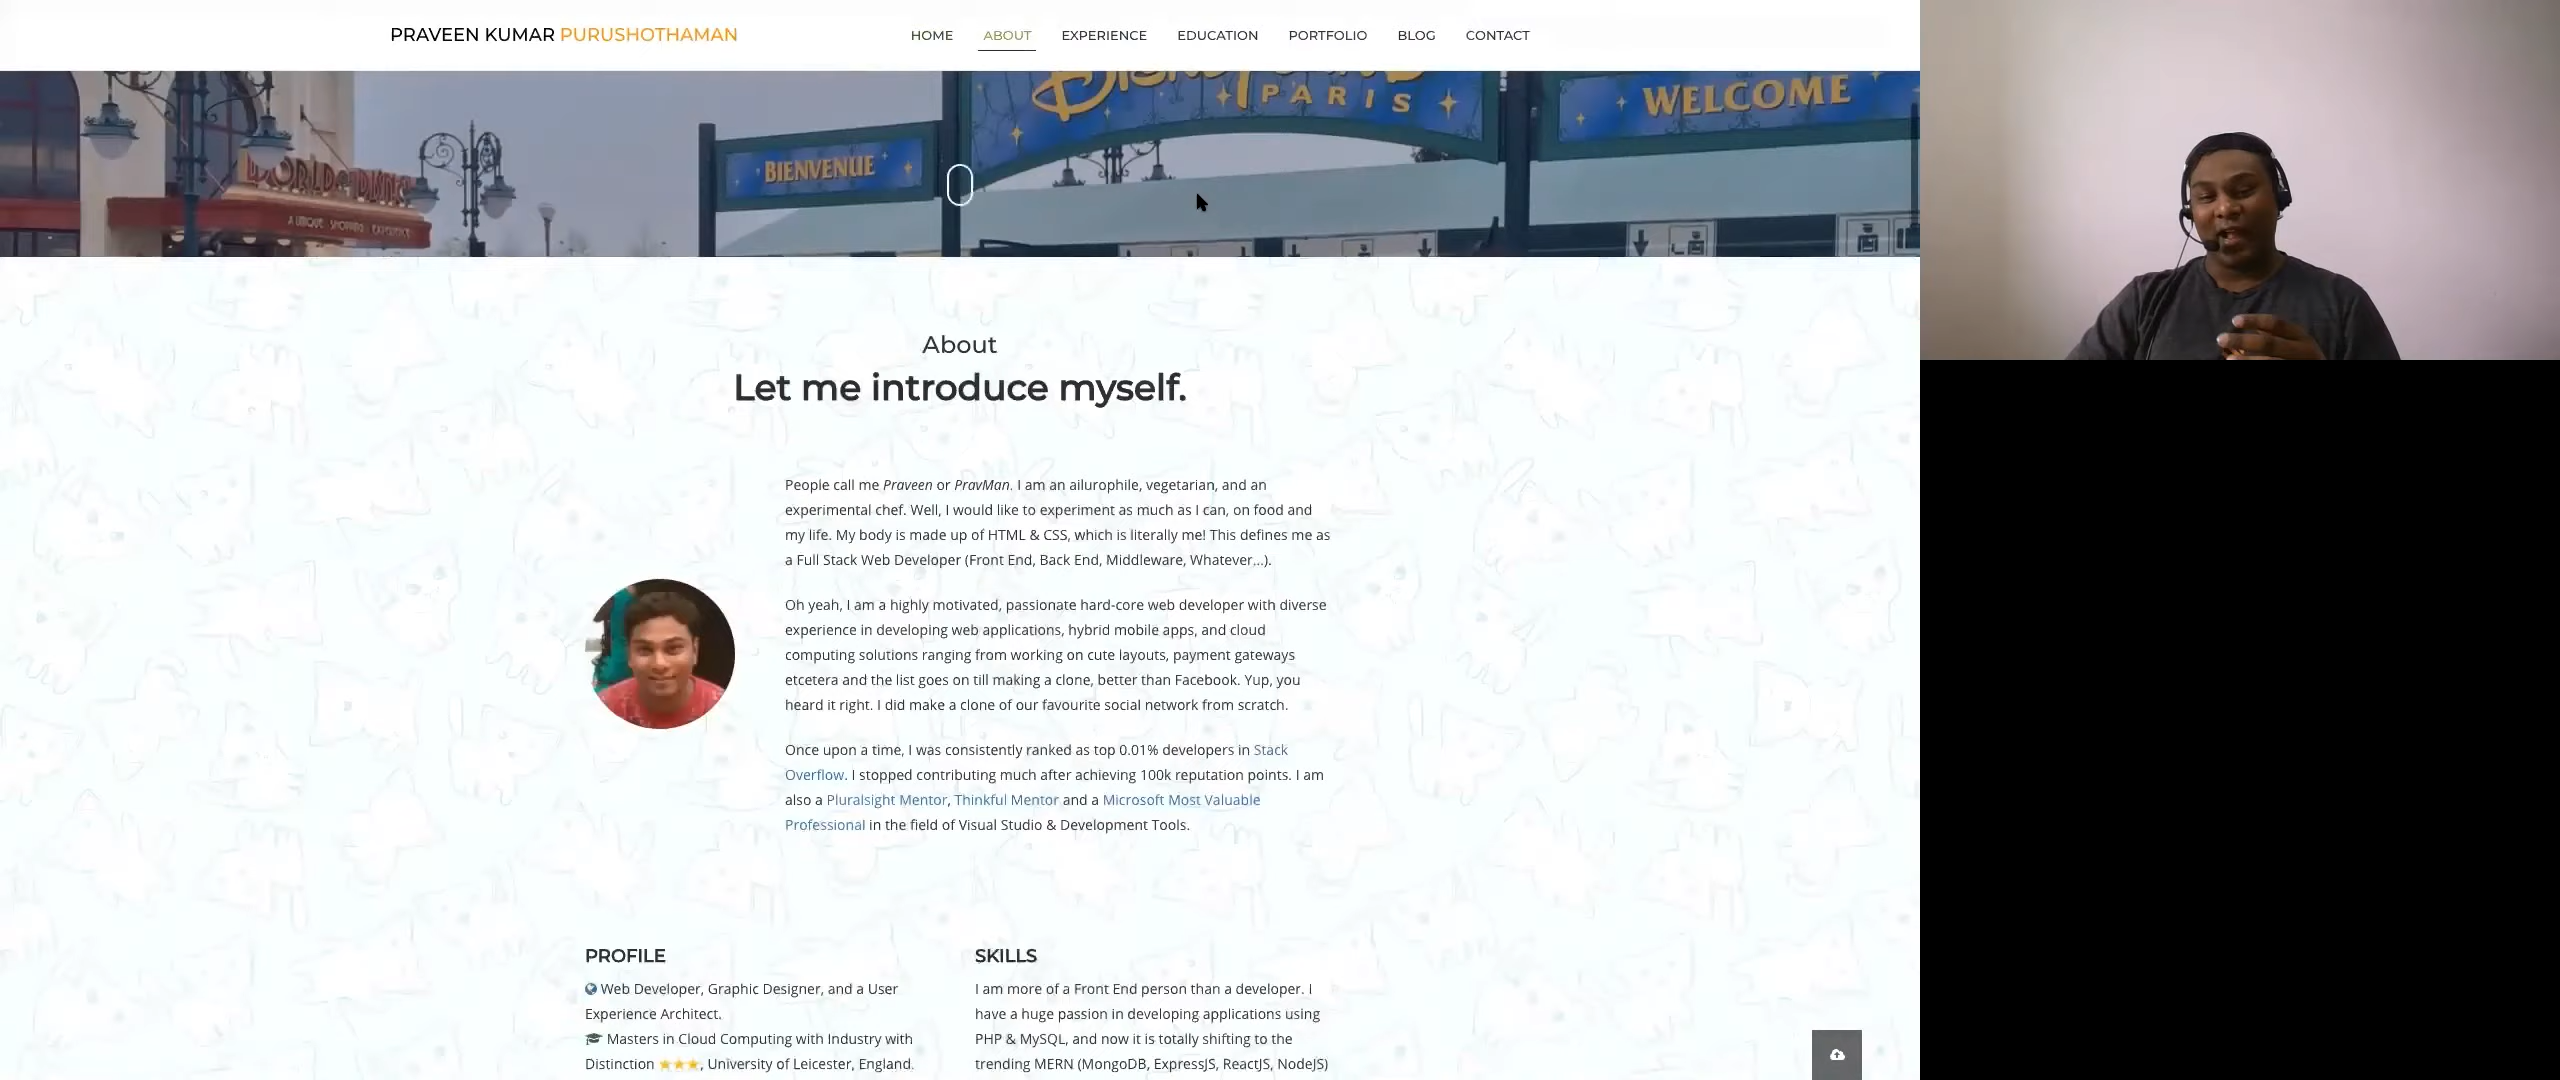 PRAVEEN KUMAR PURUSHOTHAMAN
HOME ABOUT EXPERIENCE EDUCATION PORTFOLIO BLOG CONTACT
PARIS
WELCOME
BIENVENUE
A UNIQUE SHOPPING EXPERIENCE
About
Let me introduce myself.
People call me Praveen or PravMan. I am an ailurophile, vegetarian, and an
experimental chef. Well, I would like to experiment as much as I can, on food and
my life. My body is made up of HTML & CSS, which is literally me! This defines me as
a Full Stack Web Developer (Front End, Back End, Middleware, Whatever...).
Oh yeah, I am a highly motivated, passionate hard-core web developer with diverse
experience in developing web applications, hybrid mobile apps, and cloud
computing solutions ranging from working on cute layouts, payment gateways
etcetera and the list goes on till making a clone, better than Facebook. Yup, you
heard it right. I did make a clone of our favourite social network from scratch.
Once upon a time, I was consistently ranked as top 0.01% developers in Stack
Overflow. I stopped contributing much after achieving 100k reputation points. I am
also a Pluralsight Mentor, Thinkful Mentor and a Microsoft Most Valuable
Professional in the field of Visual Studio & Development Tools.
PROFILE
Web Developer, Graphic Designer, and a User
Experience Architect.
Masters in Cloud Computing with Industry with
Distinction ⭐⭐⭐, University of Leicester, England.
SKILLS
I am more of a Front End person than a developer. I
have a huge passion in developing applications using
PHP & MySQL, and now it is totally shifting to the
trending MERN (MongoDB, ExpressJS, ReactJS, NodeJS)